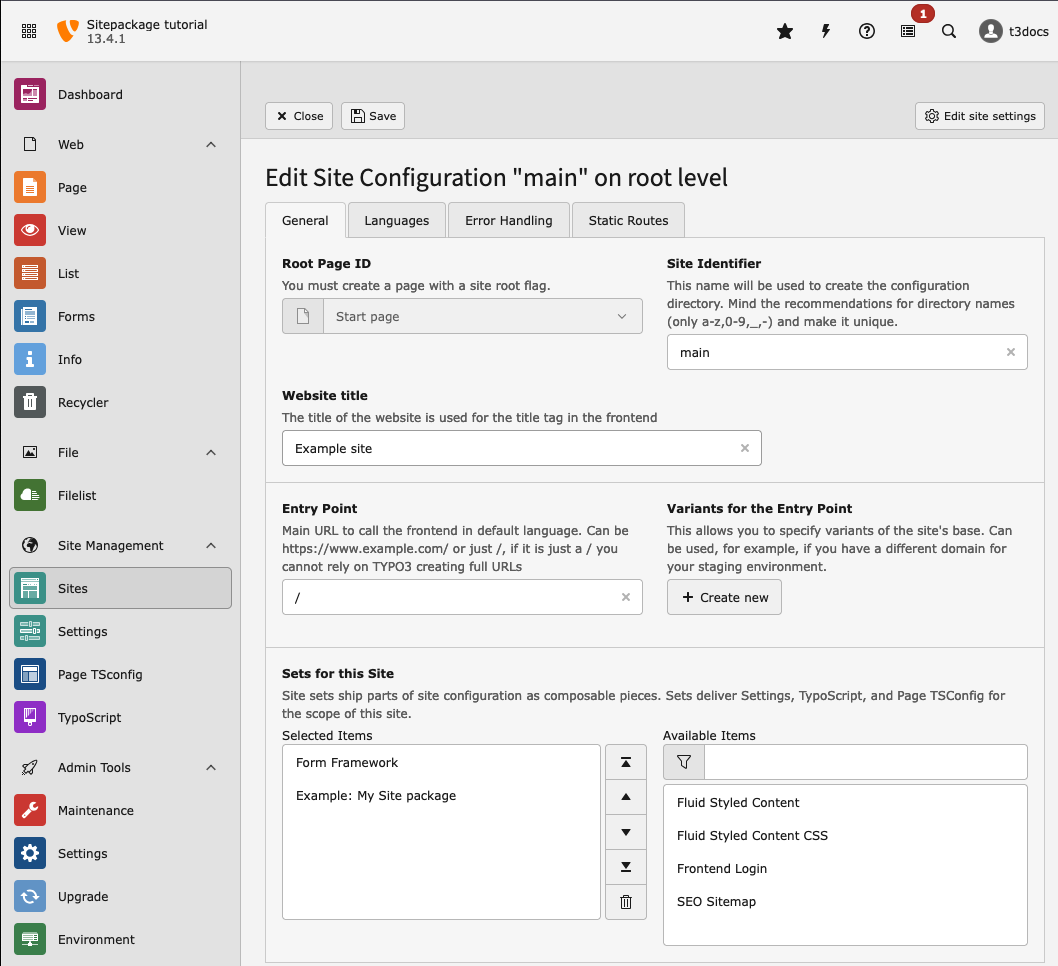 Sitepackage tutorial
13.4.1
1
t3docs
Dashboard
Web
Page
View
List
Forms
Info
Recycler
File
Filelist
Site Management
Sites
Settings
Page TSconfig
TypoScript
Admin Tools
Maintenance
Settings
Upgrade
Environment
Close
Save
Edit site settings
Edit Site Configuration "main" on root level
General
Languages
Error Handling
Static Routes
Root Page ID
You must create a page with a site root flag.
Start page
Site Identifier
This name will be used to create the configuration
directory. Mind the recommendations for directory names
(only a-z,0-9,_,-) and make it unique.
main
Website title
The title of the website is used for the title tag in the frontend
Example site
Entry Point
Main URL to call the frontend in default language. Can be
https://www.example.com/ or just /, if it is just a / you
cannot rely on TYPO3 creating full URLs
/
Variants for the Entry Point
This allows you to specify variants of the site's base. Can
be used, for example, if you have a different domain for
your staging environment.
Create new
Sets for this Site
Site sets ship parts of site configuration as composable pieces. Sets deliver Settings, TypoScript, and Page TSConfig for
the scope of this site.
Selected Items
Form Framework
Example: My Site package
Available Items
Fluid Styled Content
Fluid Styled Content CSS
Frontend Login
SEO Sitemap